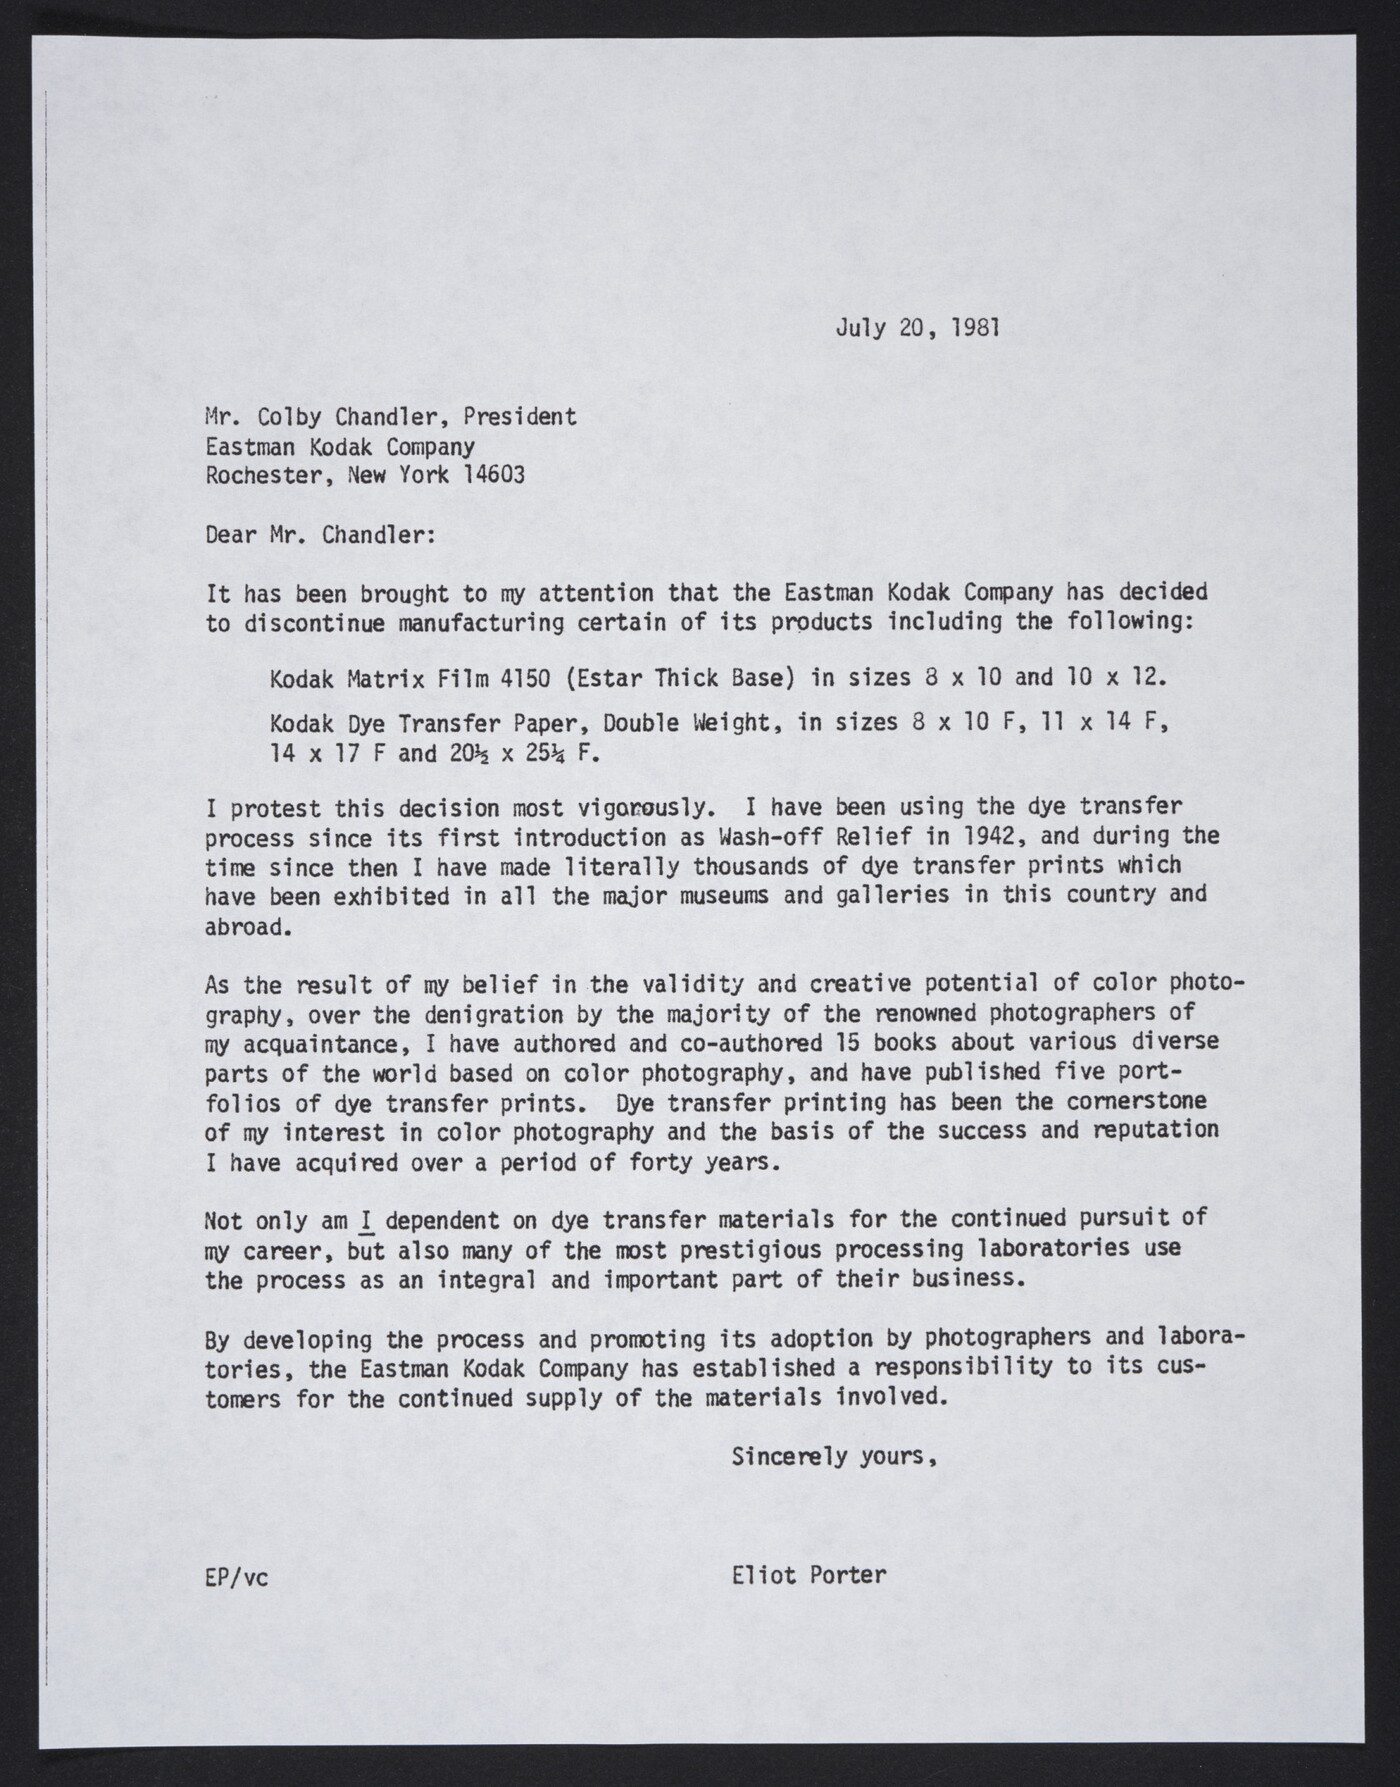 July 20, 1981
Mr. Colby Chandler, President
Eastman Kodak Company
Rochester, New York 14603
Dear Mr. Chandler:
It has been brought to my attention that the Eastman Kodak Company has decided
to discontinue manufacturing certain of its products including the following:
Kodak Matrix Film 4150 (Estar Thick Base) in sizes 8 x 10 and 10 x 12.
Kodak Dye Transfer Paper, Double Weight, in sizes 8 x 10 F, 11 x 14 F,
14 x 17 F and 20½ x 25¼ F.
I protest this decision most vigorously.  I have been using the dye transfer
process since its first introduction as Wash-off Relief in 1942, and during the
time since then I have made literally thousands of dye transfer prints which
have been exhibited in all the major museums and galleries in this country and
abroad.
As the result of my belief in the validity and creative potential of color photo-
graphy, over the denigration by the majority of the renowned photographers of
my acquaintance, I have authored and co-authored 15 books about various diverse
parts of the world based on color photography, and have published five port-
folios of dye transfer prints.  Dye transfer printing has been the cornerstone
of my interest in color photography and the basis of the success and reputation
I have acquired over a period of forty years.
Not only am I dependent on dye transfer materials for the continued pursuit of
my career, but also many of the most prestigious processing laboratories use
the process as an integral and important part of their business.
By developing the process and promoting its adoption by photographers and labora-
tories, the Eastman Kodak Company has established a responsibility to its cus-
tomers for the continued supply of the materials involved.
Sincerely yours,
EP/vc
Eliot Porter